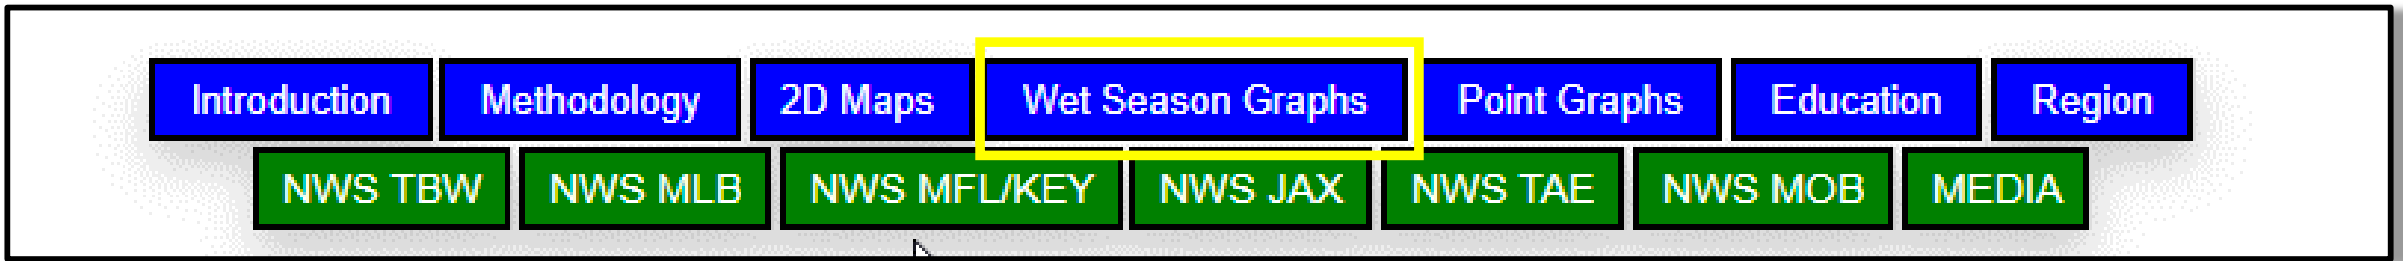 Introduction Methodology 2D Maps Wet Season Graphs Point Graphs Education Region
NWS TBW NWS MLB NWS MFL/KEY NWS JAX NWS TAE NWS MOB MEDIA